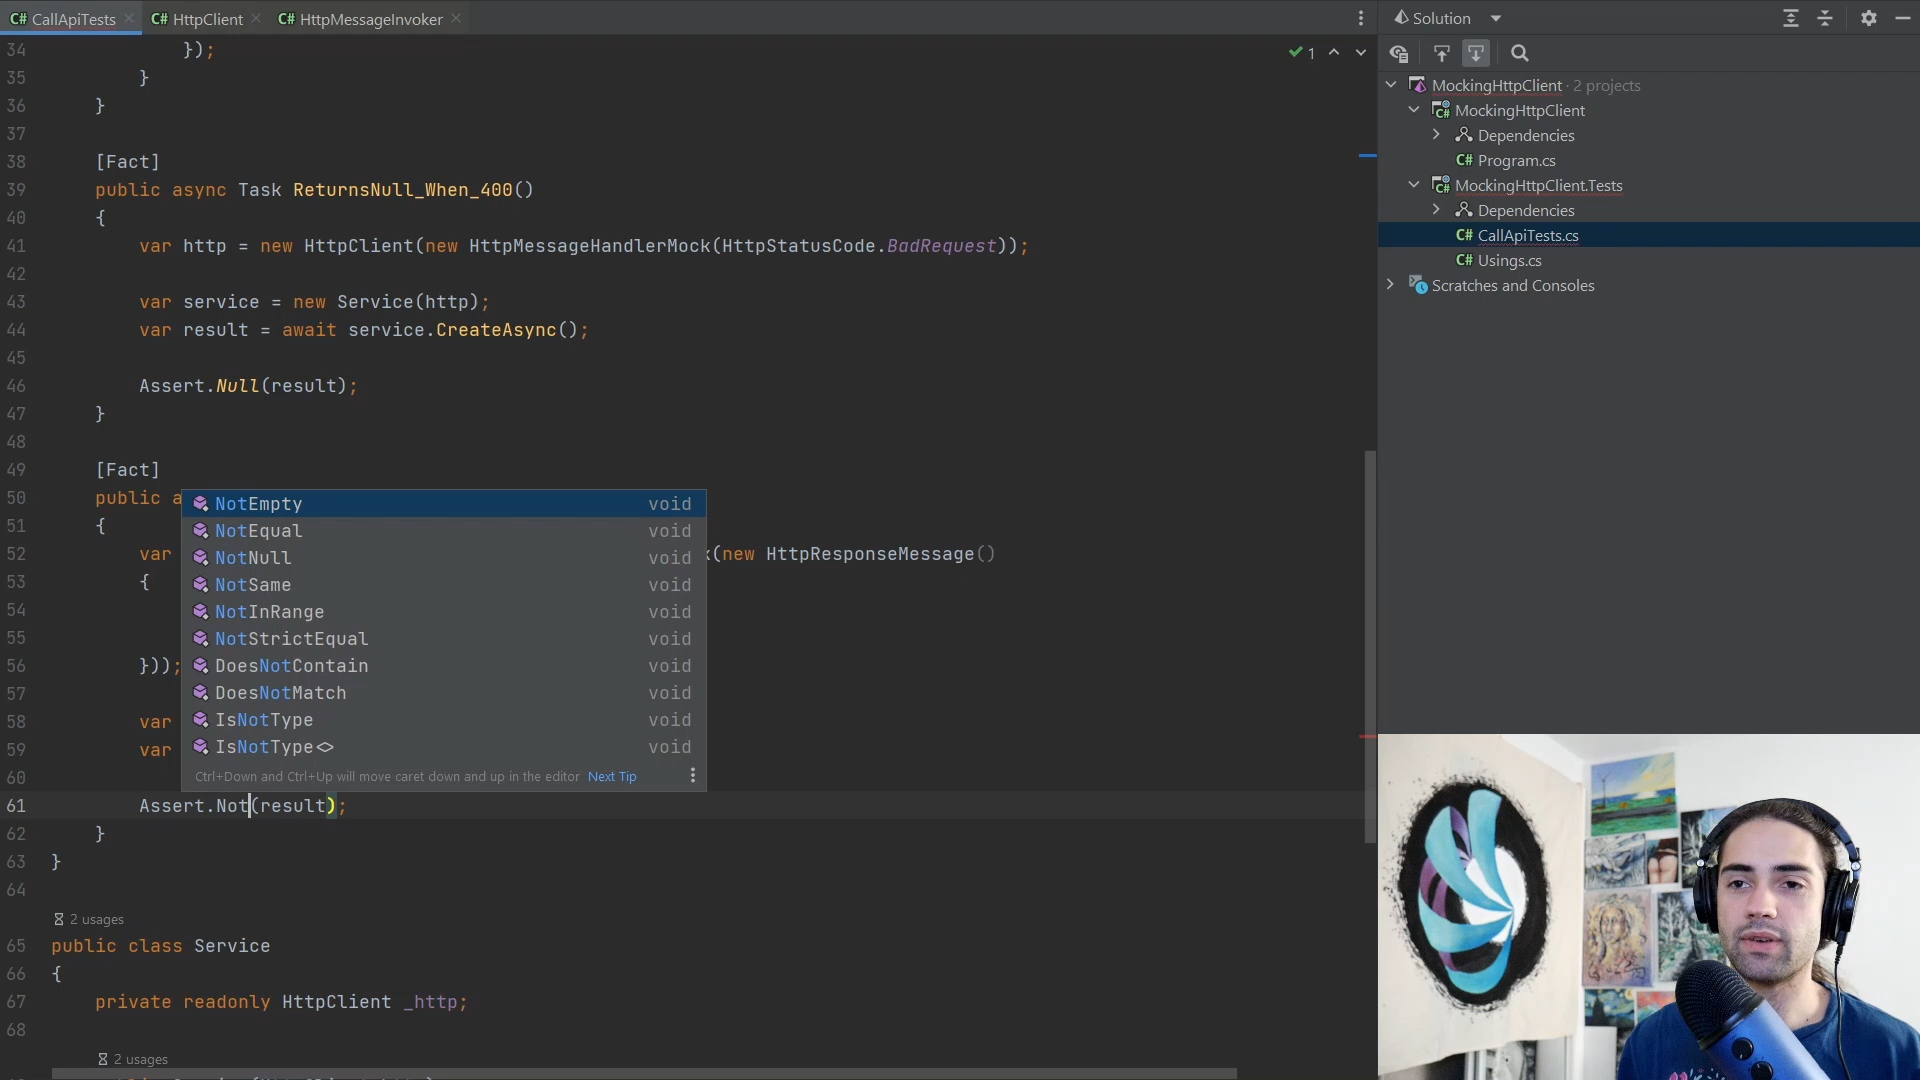 C# CallApiTests
C# HttpClient
C# HttpMessageInvoker
34 });
35 }
36 }
37
38 [Fact]
39 public async Task ReturnsNull_When_400()
40 {
41 var http = new HttpClient(new HttpMessageHandlerMock(HttpStatusCode.BadRequest));
42
43 var service = new Service(http);
44 var result = await service.CreateAsync();
45
46 Assert.Null(result);
47 }
48
49 [Fact]
50 public a
51 {
52 var k(new HttpResponseMessage()
53 {
54
55
56 }));
57
58 var
59 var
60
61 Assert.Not(result);
62 }
63 }
64
2 usages
65 public class Service
66 {
67 private readonly HttpClient _http;
68
2 usages
NotEmpty void
NotEqual void
NotNull void
NotSame void
NotInRange void
NotStrictEqual void
DoesNotContain void
DoesNotMatch void
IsNotType void
IsNotType<> void
Ctrl+Down and Ctrl+Up will move caret down and up in the editor Next Tip
1
Solution
MockingHttpClient · 2 projects
C# MockingHttpClient
Dependencies
C# Program.cs
C# MockingHttpClient.Tests
Dependencies
C# CallApiTests.cs
C# Usings.cs
Scratches and Consoles